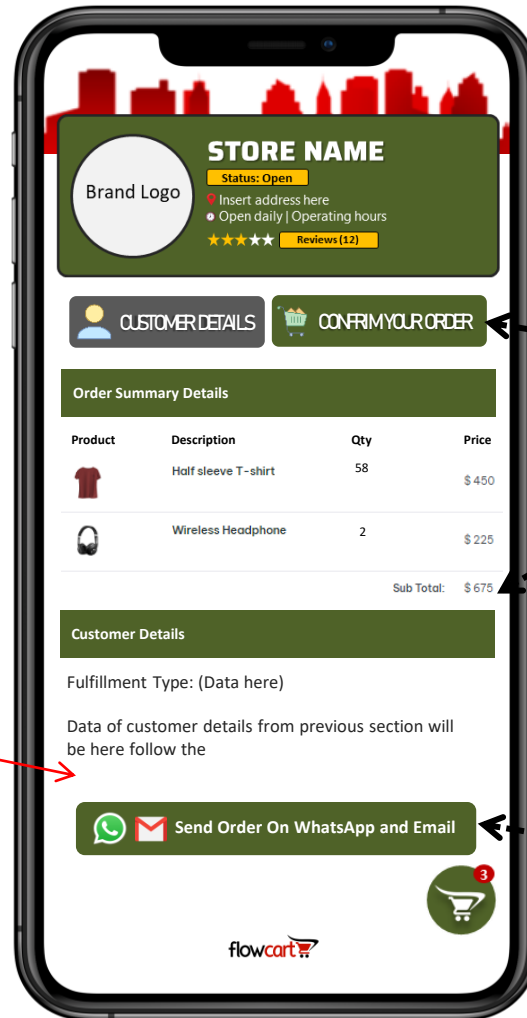 STORE NAME
Status: Open
Brand Logo
Insert address here
Open daily | Operating hours
Reviews (12)
CUSTOMER DETAILS
CONFRIM YOUR ORDER
Order Summary Details
Product Description Qty Price
Half sleeve T-shirt 58 $ 450
Wireless Headphone 2 $ 225
Sub Total: $ 675
Customer Details
Fulfillment Type: (Data here)
Data of customer details from previous section will
be here follow the
Send Order On WhatsApp and Email
3
flowcart